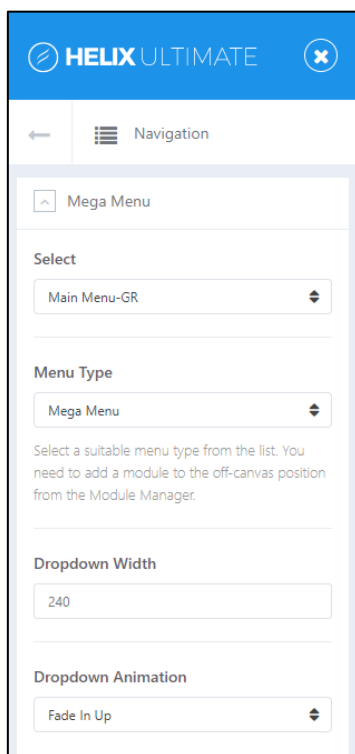 HELIX ULTIMATE
Navigation
Mega Menu
Select
Main Menu-GR
Menu Type
Mega Menu
Select a suitable menu type from the list. You
need to add a module to the off-canvas position
from the Module Manager.
Dropdown Width
240
Dropdown Animation
Fade In Up